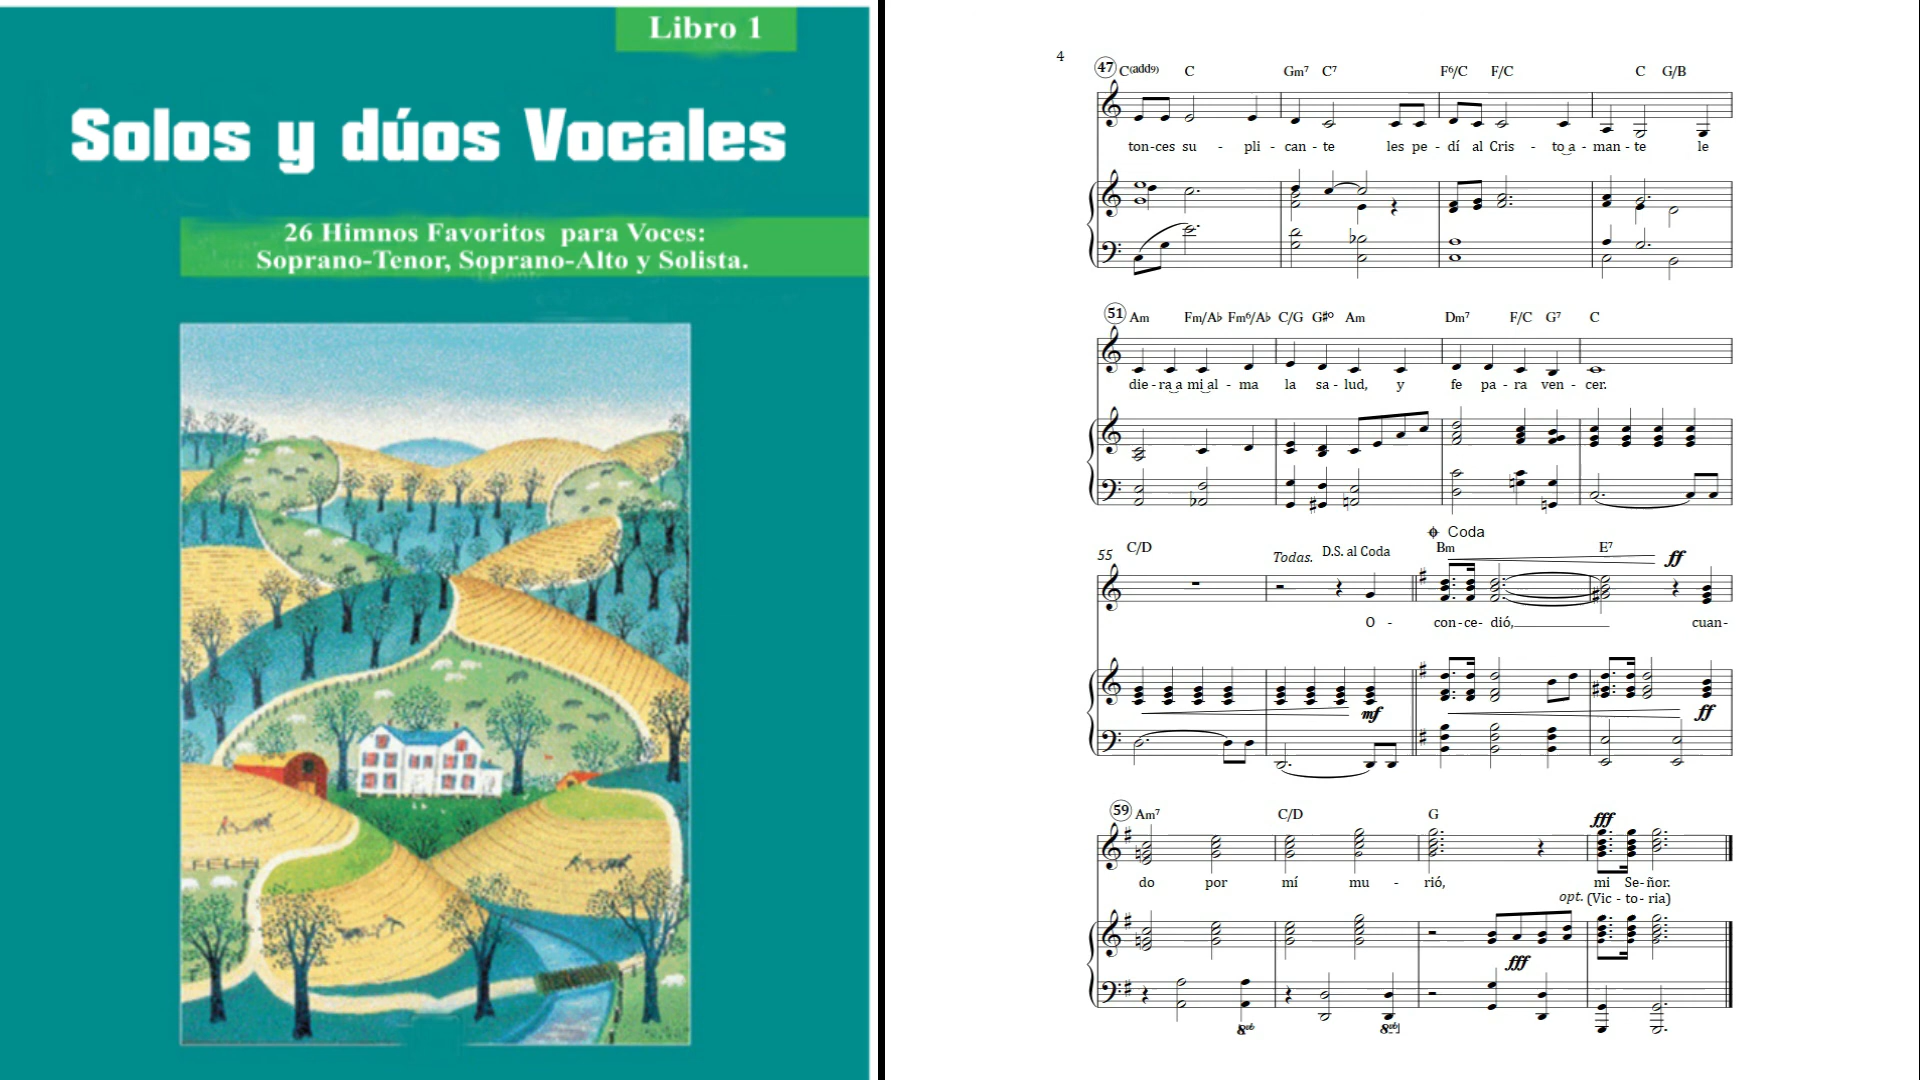 Libro 1
Solos y dúos Vocales
26 Himnos Favoritos para Voces:
Soprano-Tenor, Soprano-Alto y Solista.
4
47 C(add9) C Gm7 C7 F6/C F/C C G/B
ton-ces su - pli - can - te les pe - dí al Cris - to‿a - man - te le
51 Am Fm/A♭ Fm6/A♭ C/G G♯o Am Dm7 F/C G7 C
die - ra‿a mi‿al - ma la sa - lud, y fe pa - ra ven - cer.
⊕ Coda
55 C/D Todas. D.S. al Coda Bm E7 ff
O - con-ce- dió,____ cuan-
mf ff
59 Am7 C/D G fff
do por mí mu - rió, mi Se-ñor.
opt. (Vic - to - ria)
fff
8vb 8vb